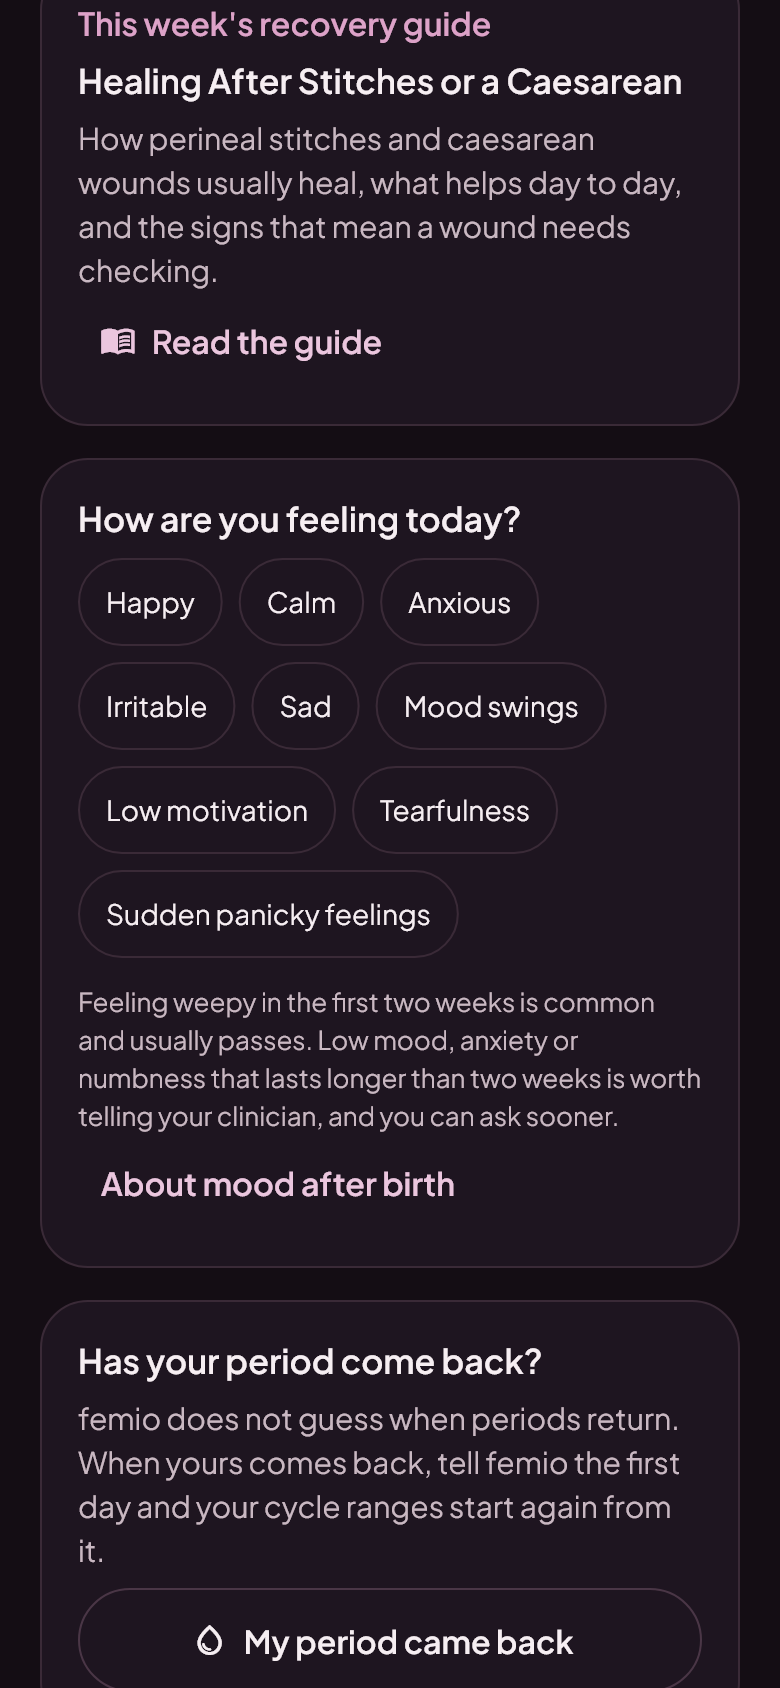 This week's recovery guide
Healing After Stitches or a Caesarean
How perineal stitches and caesarean
wounds usually heal, what helps day to day,
and the signs that mean a wound needs
checking.
Read the guide
How are you feeling today?
Happy Calm Anxious
Irritable Sad Mood swings
Low motivation Tearfulness
Sudden panicky feelings
Feeling weepy in the first two weeks is common
and usually passes. Low mood, anxiety or
numbness that lasts longer than two weeks is worth
telling your clinician, and you can ask sooner.
About mood after birth
Has your period come back?
femio does not guess when periods return.
When yours comes back, tell femio the first
day and your cycle ranges start again from
it.
My period came back